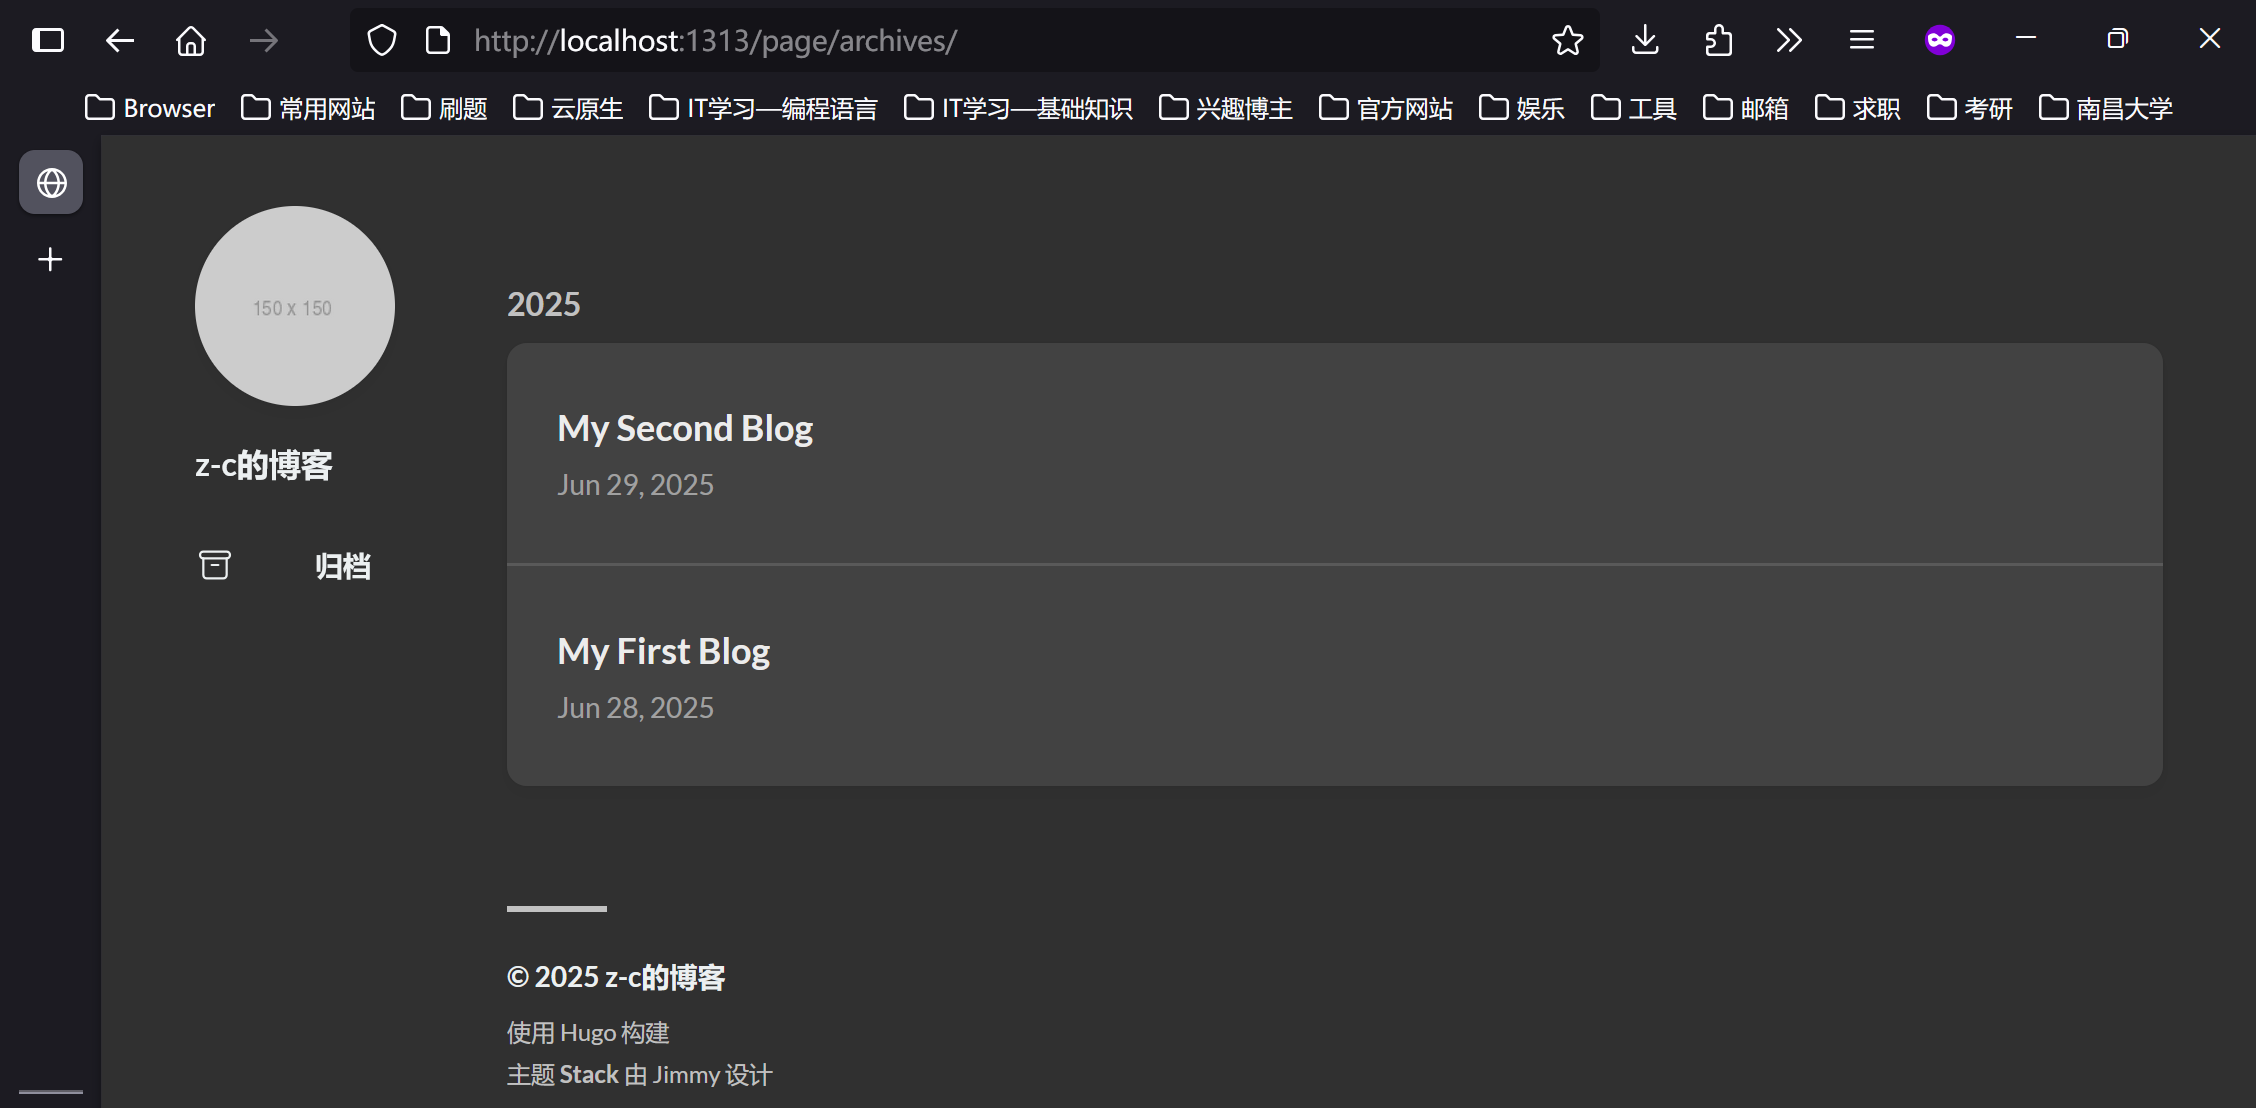 http://localhost:1313/page/archives/
Browser 常用网站 刷题 云原生 IT学习—编程语言 IT学习—基础知识 兴趣博主 官方网站 娱乐 工具 邮箱 求职 考研 南昌大学
150 x 150
z-c的博客
归档
2025
My Second Blog
Jun 29, 2025
My First Blog
Jun 28, 2025
© 2025 z-c的博客
使用 Hugo 构建
主题 Stack 由 Jimmy 设计